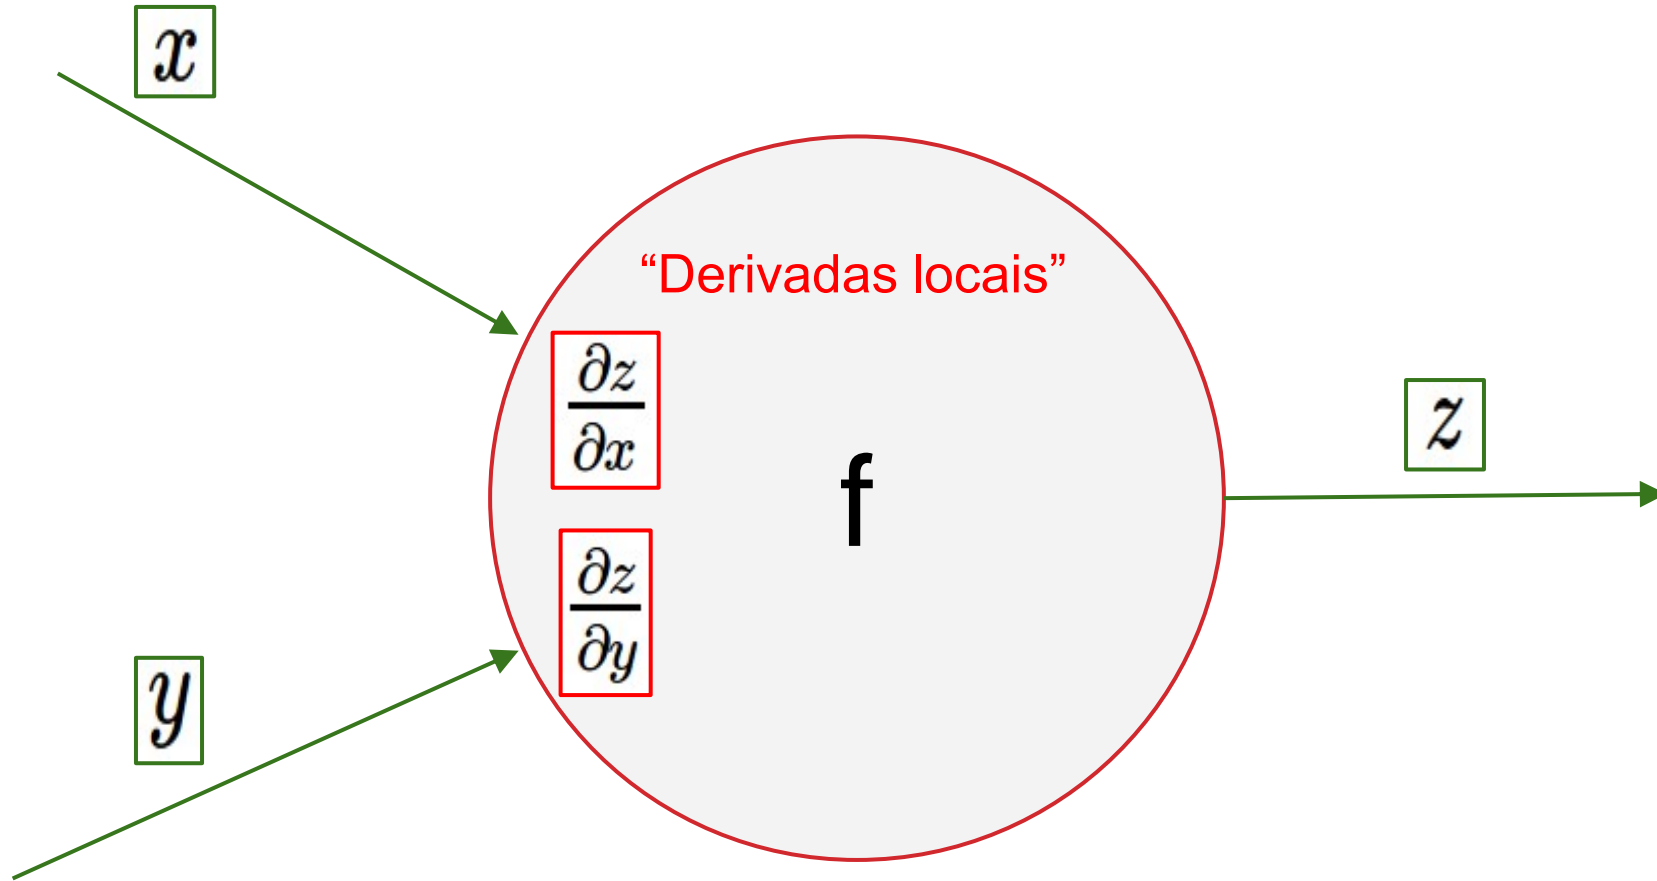 x
“Derivadas locais”
∂z
∂x
f
z
∂z
∂y
y